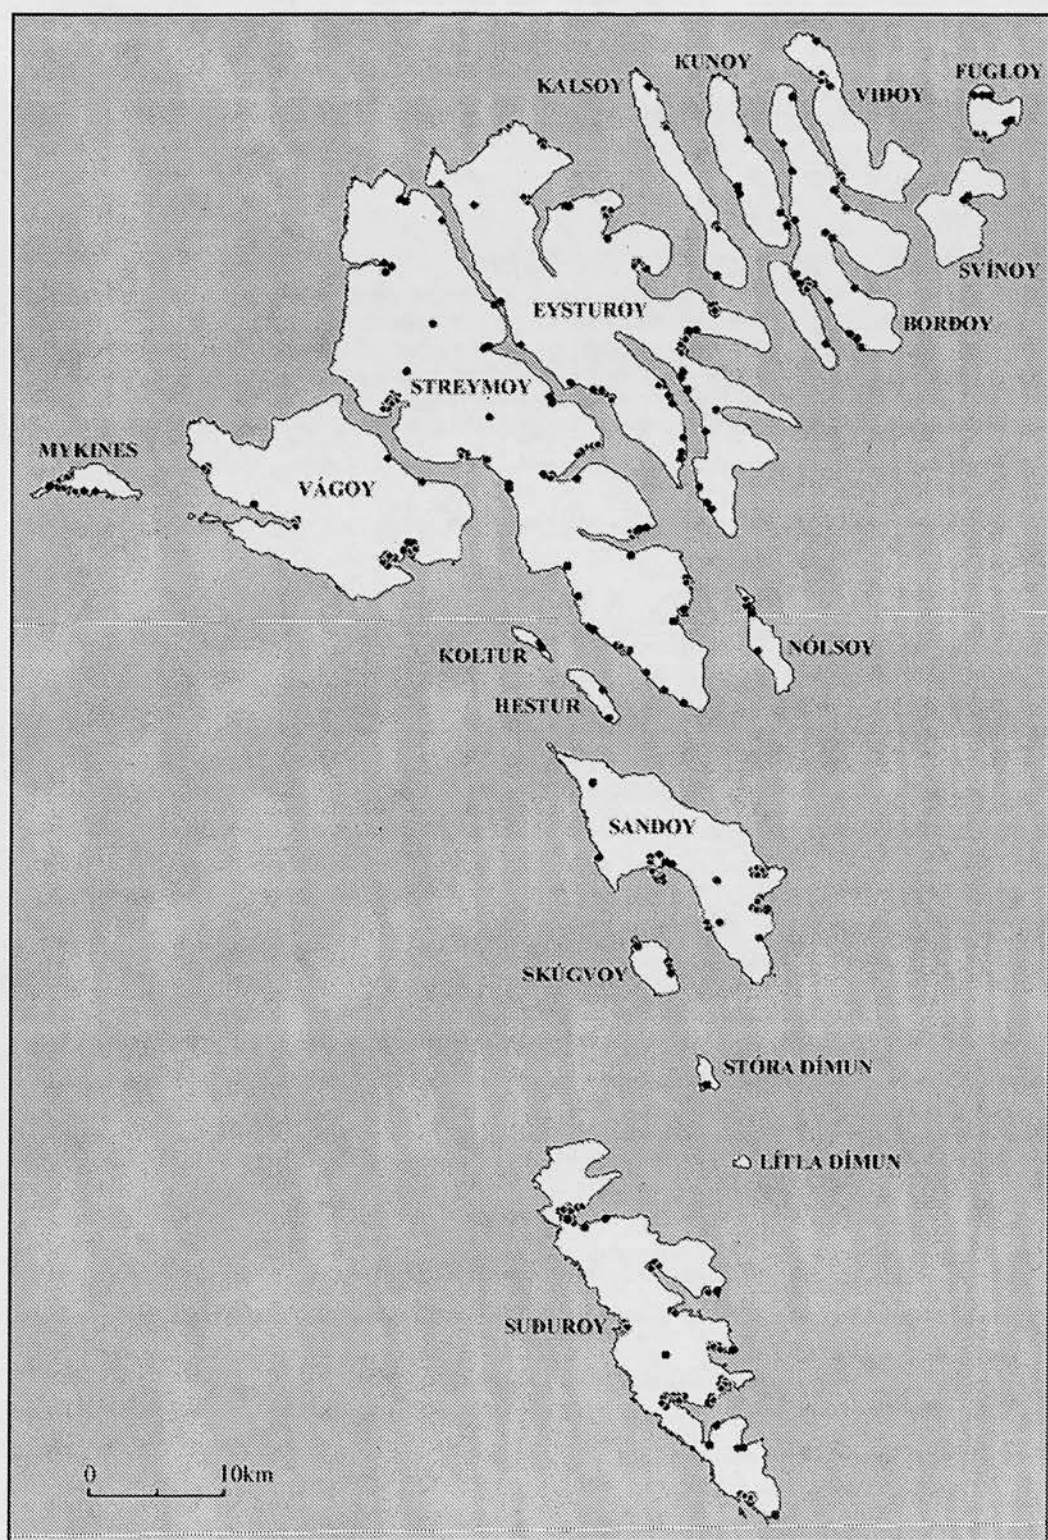 KUNOY
FUGLOY
KALSOY
VIÐOY
SVÍNOY
EYSTUROY
BORÐOY
STREYMOY
MYKINES
VÁGOY
NÓLSOY
KOLTUR
HESTUR
SANDOY
SKÚGVOY
STÓRA DÍMUN
LÍTLA DÍMUN
SUÐUROY
0 10km